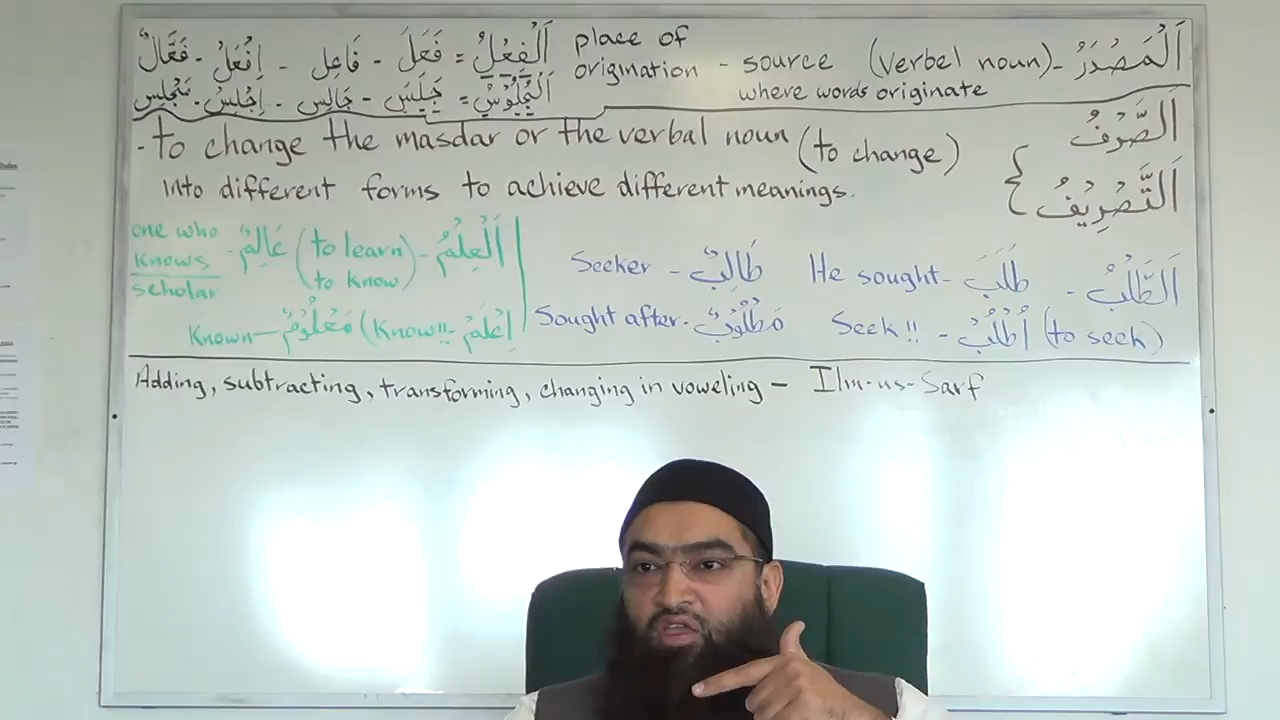 اَلْمَصْدَرُ - source (verbal noun) - place of origination اَلْفِعْلُ = فَعَلَ - فَاعِل - اِفْعَلْ - فَعَّالٌ
where words originate اَلْجُلُوْسُ = جَلَسَ - جَالِس - اِجْلِسْ - مَجْلِس
اَلصَّرْفُ
اَلتَّصْرِيْفُ
- To change the masdar or the verbal noun (to change)
into different forms to achieve different meanings.
اَلطَّلْبُ - طَلَبَ - He sought طَالِبٌ - Seeker
(to seek) اُطْلُبْ - Seek !! مَطْلُوْبٌ - Sought after
اَلْعِلْمُ - (to learn) عَالِمٌ - one who knows
to know) scholar
اِعْلَمْ - Know!!) مَعْلُوْمٌ - Known
Adding, subtracting, transforming, changing in voweling - Ilm-us-Sarf